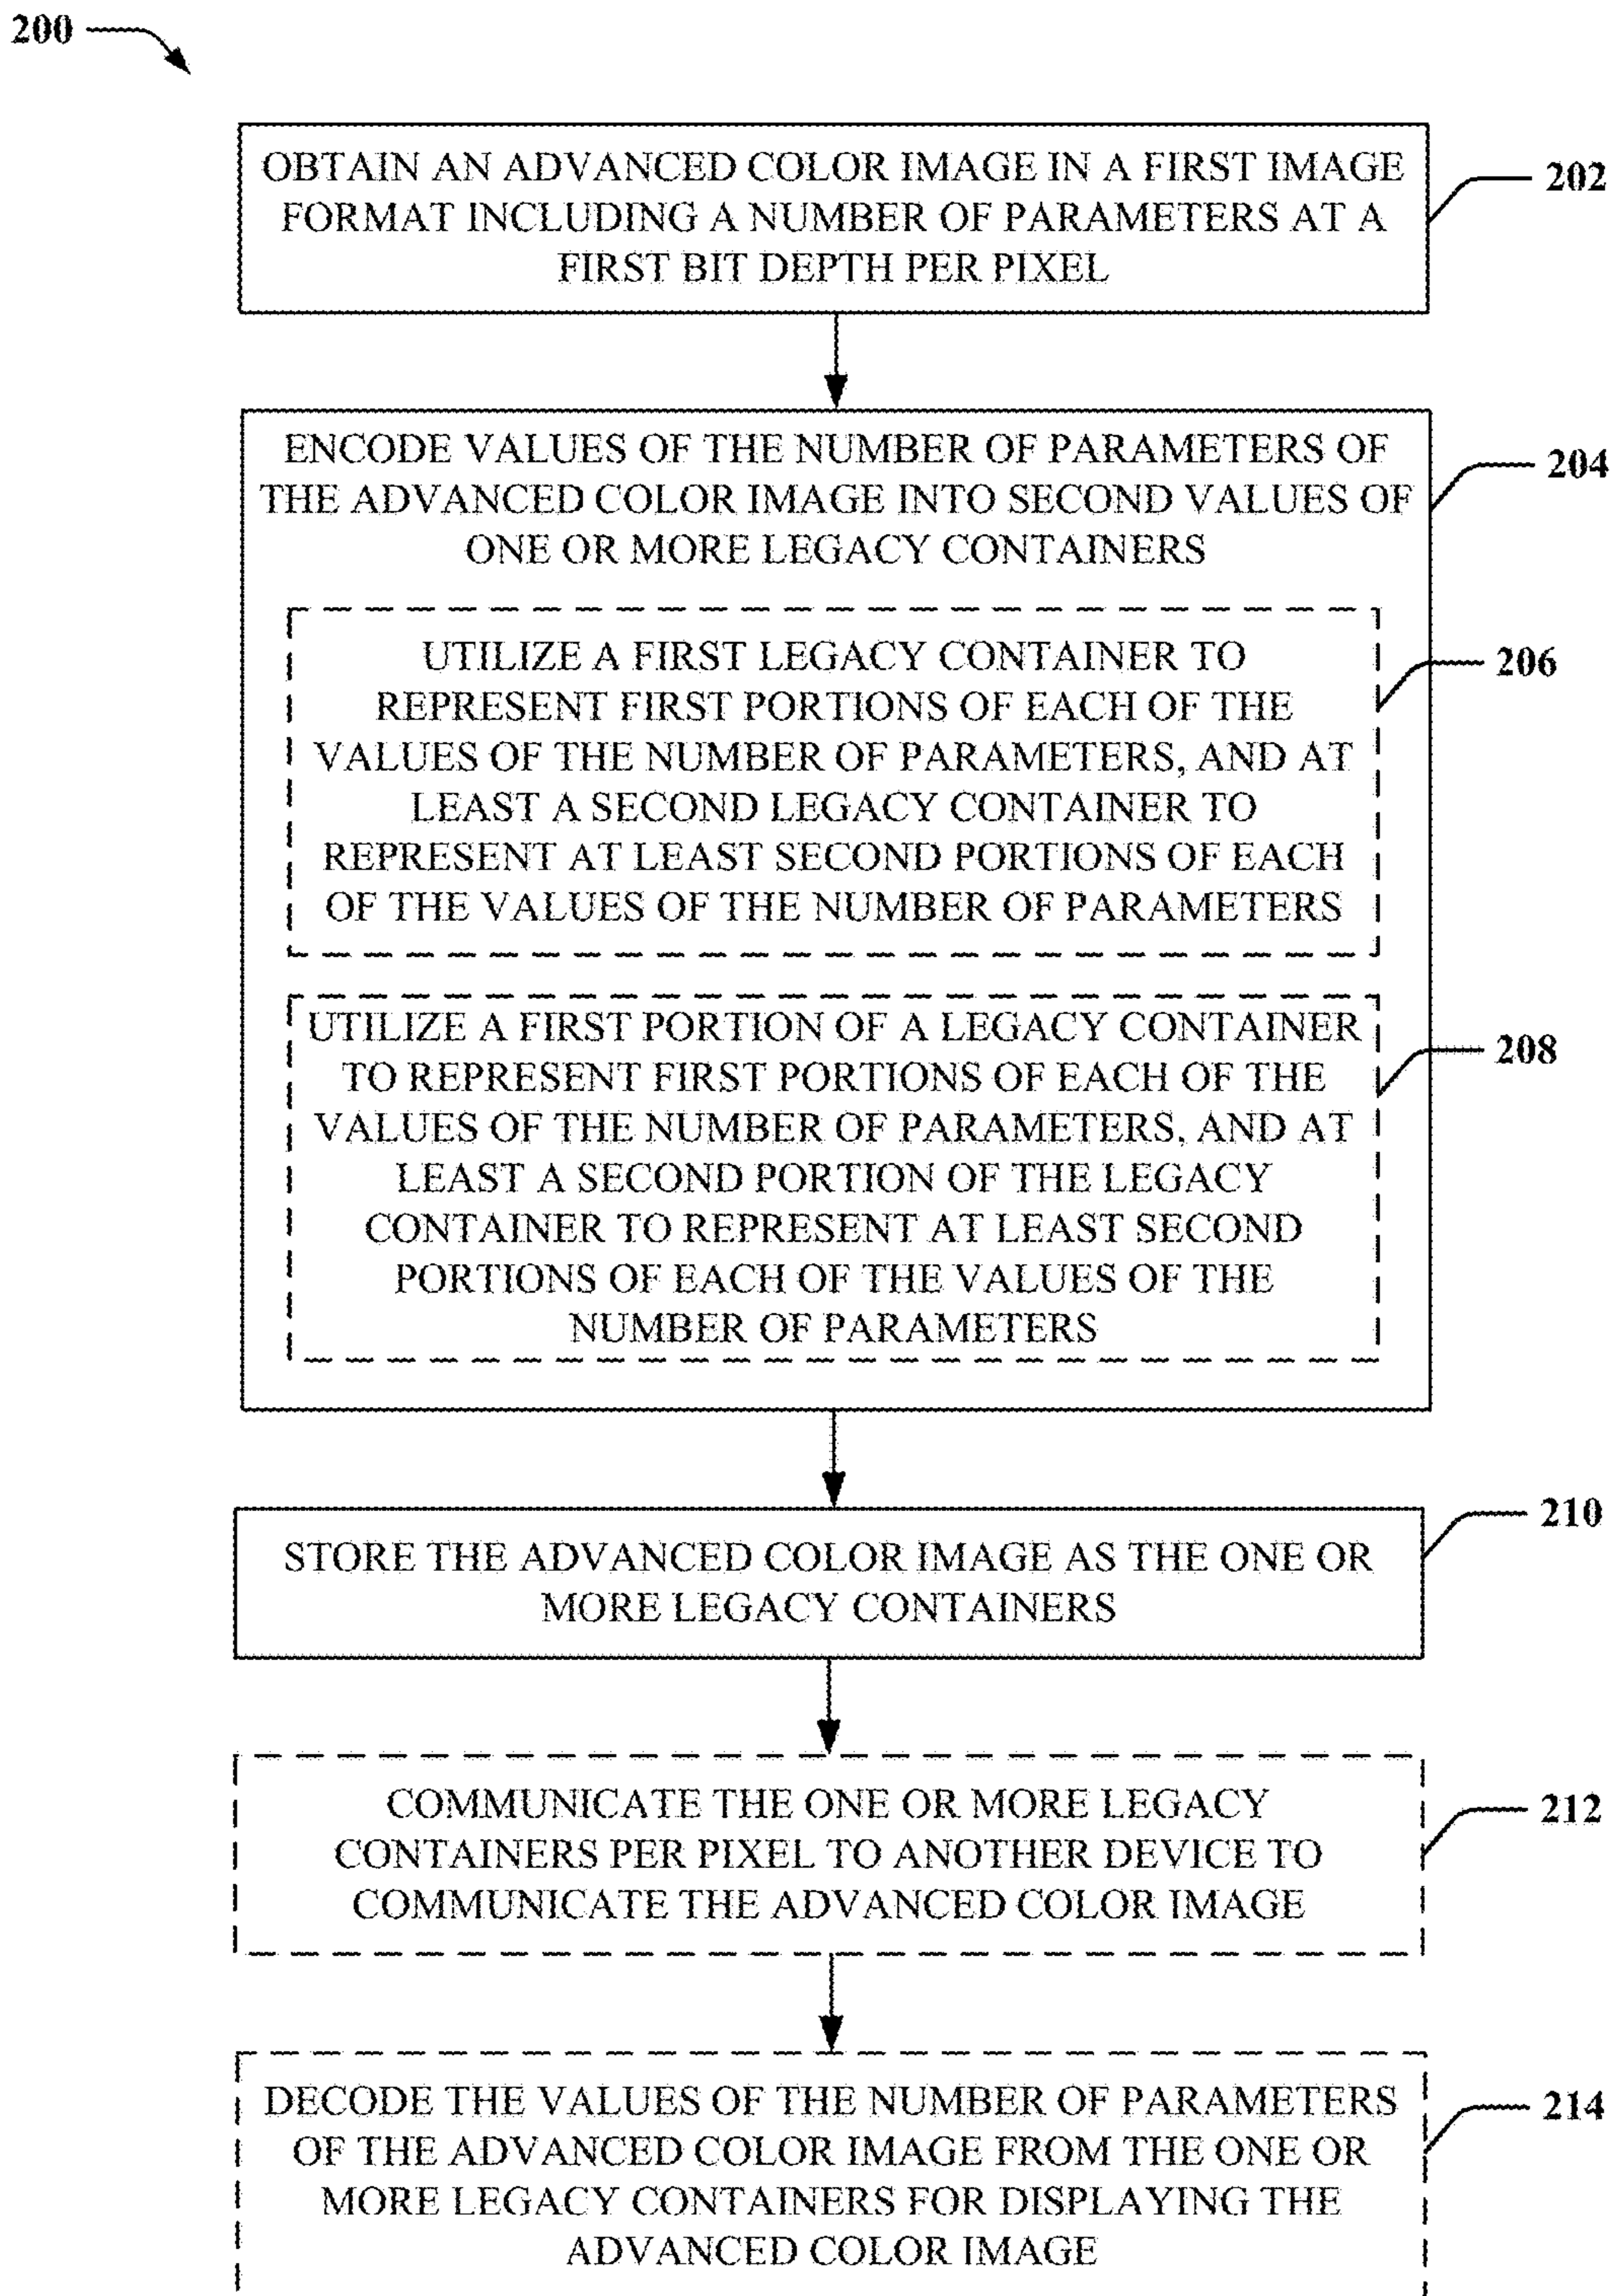 200
OBTAIN AN ADVANCED COLOR IMAGE IN A FIRST IMAGE
FORMAT INCLUDING A NUMBER OF PARAMETERS AT A
FIRST BIT DEPTH PER PIXEL
202
ENCODE VALUES OF THE NUMBER OF PARAMETERS OF
THE ADVANCED COLOR IMAGE INTO SECOND VALUES OF
ONE OR MORE LEGACY CONTAINERS
204
UTILIZE A FIRST LEGACY CONTAINER TO
REPRESENT FIRST PORTIONS OF EACH OF THE
VALUES OF THE NUMBER OF PARAMETERS, AND AT
LEAST A SECOND LEGACY CONTAINER TO
REPRESENT AT LEAST SECOND PORTIONS OF EACH
OF THE VALUES OF THE NUMBER OF PARAMETERS
206
UTILIZE A FIRST PORTION OF A LEGACY CONTAINER
TO REPRESENT FIRST PORTIONS OF EACH OF THE
VALUES OF THE NUMBER OF PARAMETERS, AND AT
LEAST A SECOND PORTION OF THE LEGACY
CONTAINER TO REPRESENT AT LEAST SECOND
PORTIONS OF EACH OF THE VALUES OF THE
NUMBER OF PARAMETERS
208
STORE THE ADVANCED COLOR IMAGE AS THE ONE OR
MORE LEGACY CONTAINERS
210
COMMUNICATE THE ONE OR MORE LEGACY
CONTAINERS PER PIXEL TO ANOTHER DEVICE TO
COMMUNICATE THE ADVANCED COLOR IMAGE
212
DECODE THE VALUES OF THE NUMBER OF PARAMETERS
OF THE ADVANCED COLOR IMAGE FROM THE ONE OR
MORE LEGACY CONTAINERS FOR DISPLAYING THE
ADVANCED COLOR IMAGE
214